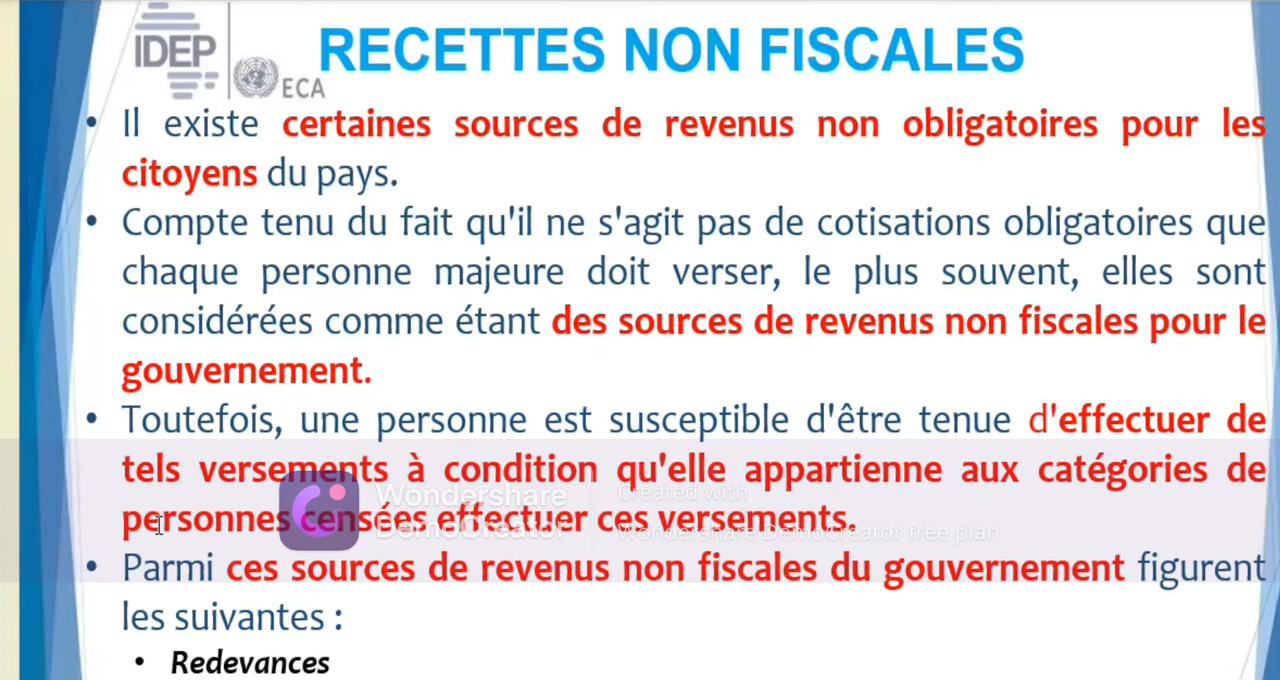 IDEP
ECA
RECETTES NON FISCALES
• Il existe certaines sources de revenus non obligatoires pour les
citoyens du pays.
• Compte tenu du fait qu'il ne s'agit pas de cotisations obligatoires que
chaque personne majeure doit verser, le plus souvent, elles sont
considérées comme étant des sources de revenus non fiscales pour le
gouvernement.
• Toutefois, une personne est susceptible d'être tenue d'effectuer de
tels versements à condition qu'elle appartienne aux catégories de
personnes censées effectuer ces versements.
Wondershare
DemoCreator
Created with
Wondershare DemoCreator free plan
• Parmi ces sources de revenus non fiscales du gouvernement figurent
les suivantes :
• Redevances